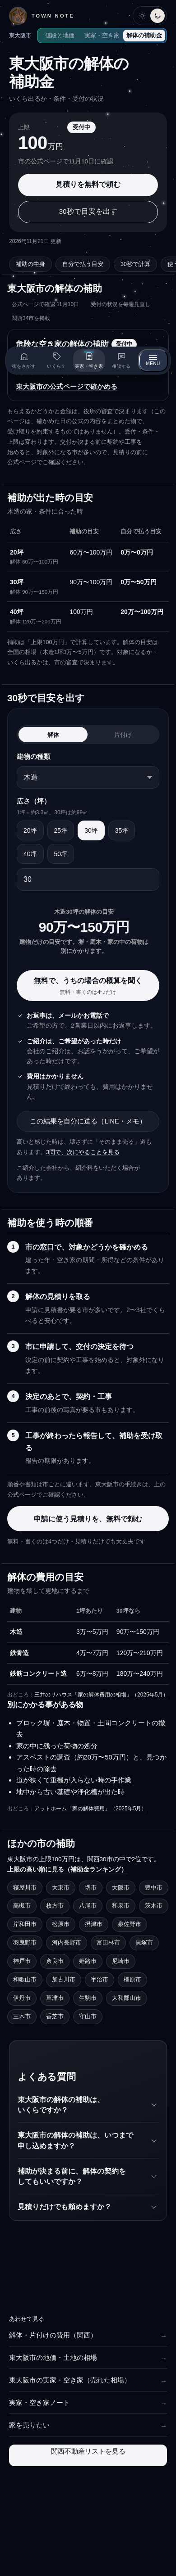 TOWN NOTE
東大阪市
値段と地価
実家・空き家
解体の補助金
東大阪市の解体の
補助金
いくら出るか・条件・受付の状況
上限
受付中
100万円
市の公式ページで11月10日に確認
見積りを無料で頼む
30秒で目安を出す
2026年11月21日 更新
補助の中身
自分で払う目安
30秒で計算
使う
東大阪市の解体の補助
公式ページで確認 11月10日
受付の状況を毎週見直し
関西34市を掲載
危険な空き家の解体の補助
受付中
街をさがす
いくら？
実家・空き家
相談する
MENU
東大阪市の公式ページで確かめる
もらえるかどうかと金額は、役所の審査で決まります（このページは、確かめた日の公式の内容をまとめたもので、対象になるかを約束するものではありません）。受付・条件・上限は変わります。交付が決まる前に契約・工事を始めると対象外になる市が多いので、見積りの前に公式ページでご確認ください。
補助が出た時の目安
木造の家・条件に合った時
広さ
補助の目安
自分で払う目安
20坪
解体 80万〜100万円
60万〜100万円
0万〜0万円
30坪
解体 90万〜150万円
90万〜100万円
0万〜50万円
40坪
解体 120万〜200万円
100万円
20万〜100万円
補助は「上限100万円」で計算しています。解体の目安は全国の相場（木造1坪3万〜5万円）です。対象になるか・いくら出るかは、市の審査で決まります。
30秒で目安を出す
解体
片付け
建物の種類
木造
広さ（坪）
1坪＝約3.3㎡。30坪は約99㎡
20坪
25坪
30坪
35坪
40坪
50坪
30
木造30坪の解体の目安
90万〜150万円
建物だけの目安です。塀・庭木・家の中の荷物は
別にかかります。
無料で、うちの場合の概算を聞く
無料・書くのは4つだけ
お返事は、メールかお電話で
ご希望の方で、2営業日以内にお返事します。
ご紹介は、ご希望があった時だけ
会社のご紹介は、お話をうかがって、ご希望があった時だけです。
費用はかかりません
見積りだけで終わっても、費用はかかりません。
この結果を自分に送る（LINE・メモ）
高いと感じた時は、壊さずに「そのまま売る」道もあります。3問で、次にやることを見る
ご紹介した会社から、紹介料をいただく場合があります。
補助を使う時の順番
1
市の窓口で、対象かどうかを確かめる
建った年・空き家の期間・所得などの条件があります。
2
解体の見積りを取る
申請に見積書が要る市が多いです。2〜3社でくらべると安心です。
3
市に申請して、交付の決定を待つ
決定の前に契約や工事を始めると、対象外になります。
4
決定のあとで、契約・工事
工事の前後の写真が要る市もあります。
5
工事が終わったら報告して、補助を受け取る
報告の期限があります。
順番や書類は市ごとに違います。東大阪市の手続きは、上の公式ページでご確認ください。
申請に使う見積りを、無料で頼む
無料・書くのは4つだけ・見積りだけでも大丈夫です
解体の費用の目安
建物を壊して更地にするまで
建物
1坪あたり
30坪なら
木造
3万〜5万円
90万〜150万円
鉄骨造
4万〜7万円
120万〜210万円
鉄筋コンクリート造
6万〜8万円
180万〜240万円
出どころ：三井のリハウス「家の解体費用の相場」（2025年5月）
別にかかる事がある物
ブロック塀・庭木・物置・土間コンクリートの撤去
家の中に残った荷物の処分
アスベストの調査（約20万〜50万円）と、見つかった時の除去
道が狭くて重機が入らない時の手作業
地中から古い基礎や浄化槽が出た時
出どころ：アットホーム「家の解体費用」（2025年5月）
ほかの市の補助
東大阪市の上限100万円は、関西30市の中で2位です。
上限の高い順に見る（補助金ランキング）
寝屋川市
大東市
堺市
大阪市
豊中市
高槻市
枚方市
八尾市
和泉市
茨木市
岸和田市
松原市
摂津市
泉佐野市
羽曳野市
河内長野市
富田林市
貝塚市
神戸市
奈良市
姫路市
尼崎市
和歌山市
加古川市
宇治市
橿原市
伊丹市
草津市
生駒市
大和郡山市
三木市
香芝市
守山市
よくある質問
東大阪市の解体の補助は、
いくらですか？
東大阪市の解体の補助は、いつまで
申し込めますか？
補助が決まる前に、解体の契約を
してもいいですか？
見積りだけでも頼めますか？
あわせて見る
解体・片付けの費用（関西）
東大阪市の地価・土地の相場
東大阪市の実家・空き家（売れた相場）
実家・空き家ノート
家を売りたい
関西不動産リストを見る